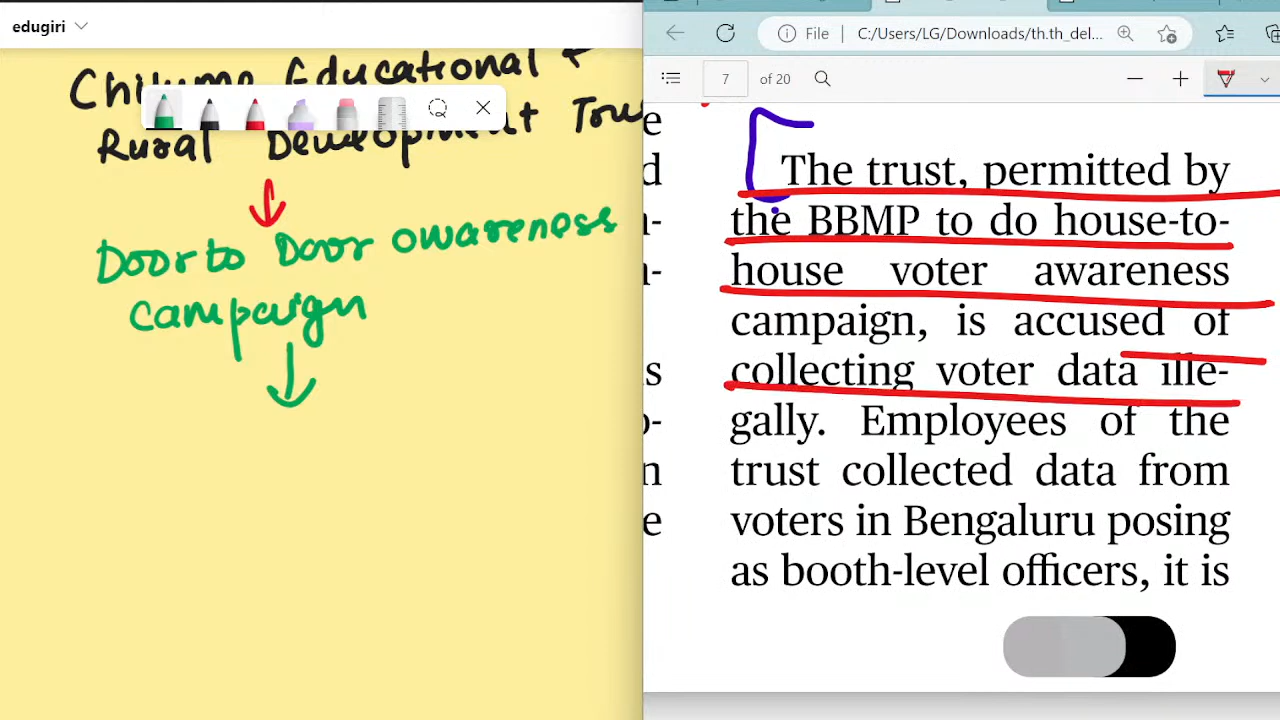 edugiri
Chilume Educational &
Rural Development
Door to Door awareness
campaign
File C:/Users/LG/Downloads/th.th_del...
7 of 20
The trust, permitted by
the BBMP to do house-to-
house voter awareness
campaign, is accused of
collecting voter data ille-
gally. Employees of the
trust collected data from
voters in Bengaluru posing
as booth-level officers, it is